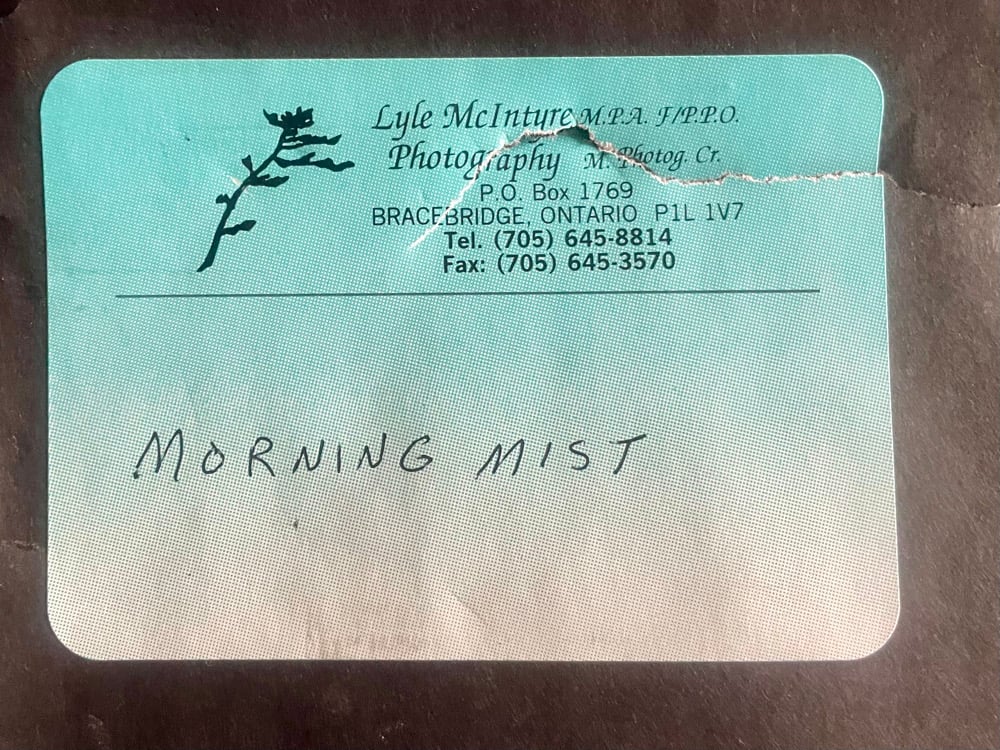 Lyle McIntyre M.P.A. F/P.P.O.
Photography M. Photog. Cr.
P.O. Box 1769
BRACEBRIDGE, ONTARIO P1L 1V7
Tel. (705) 645-8814
Fax: (705) 645-3570
MORNING MIST